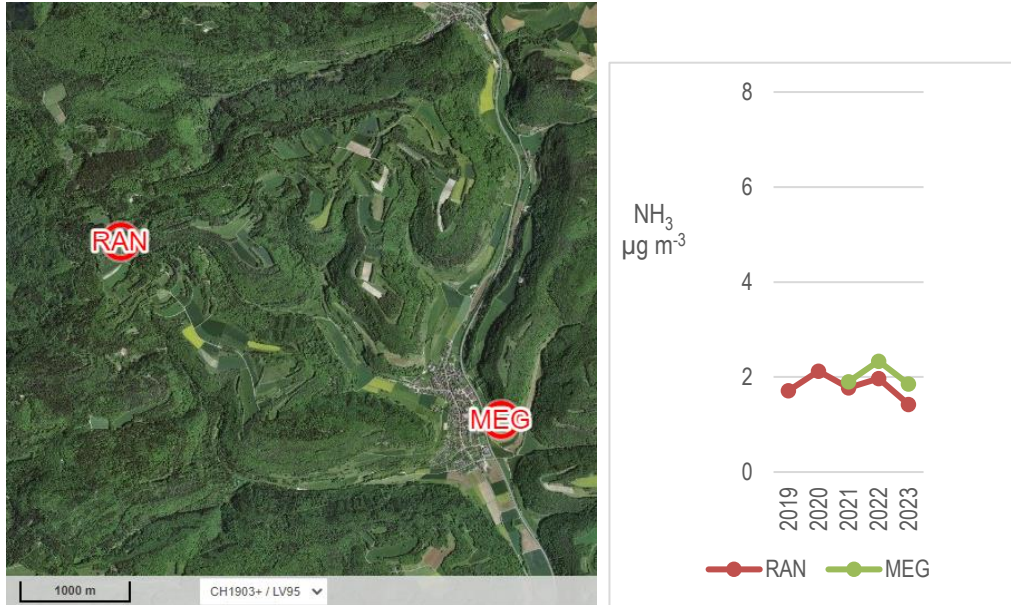 RAN
MEG
1000 m
CH1903+ / LV95
8
6
NH₃
µg m⁻³
4
2
0
2019
2020
2021
2022
2023
RAN
MEG